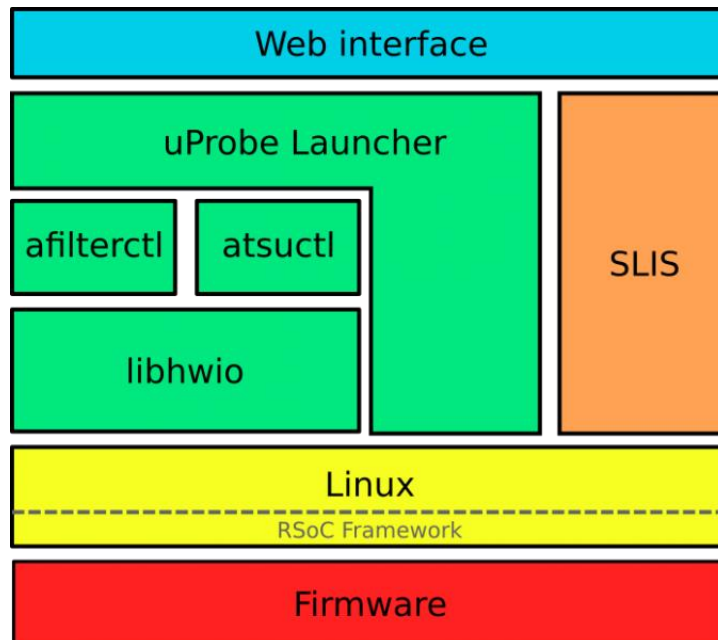 Web interface
uProbe Launcher
afilterctl
atsuctl
SLIS
libhwio
Linux
RSoC Framework
Firmware